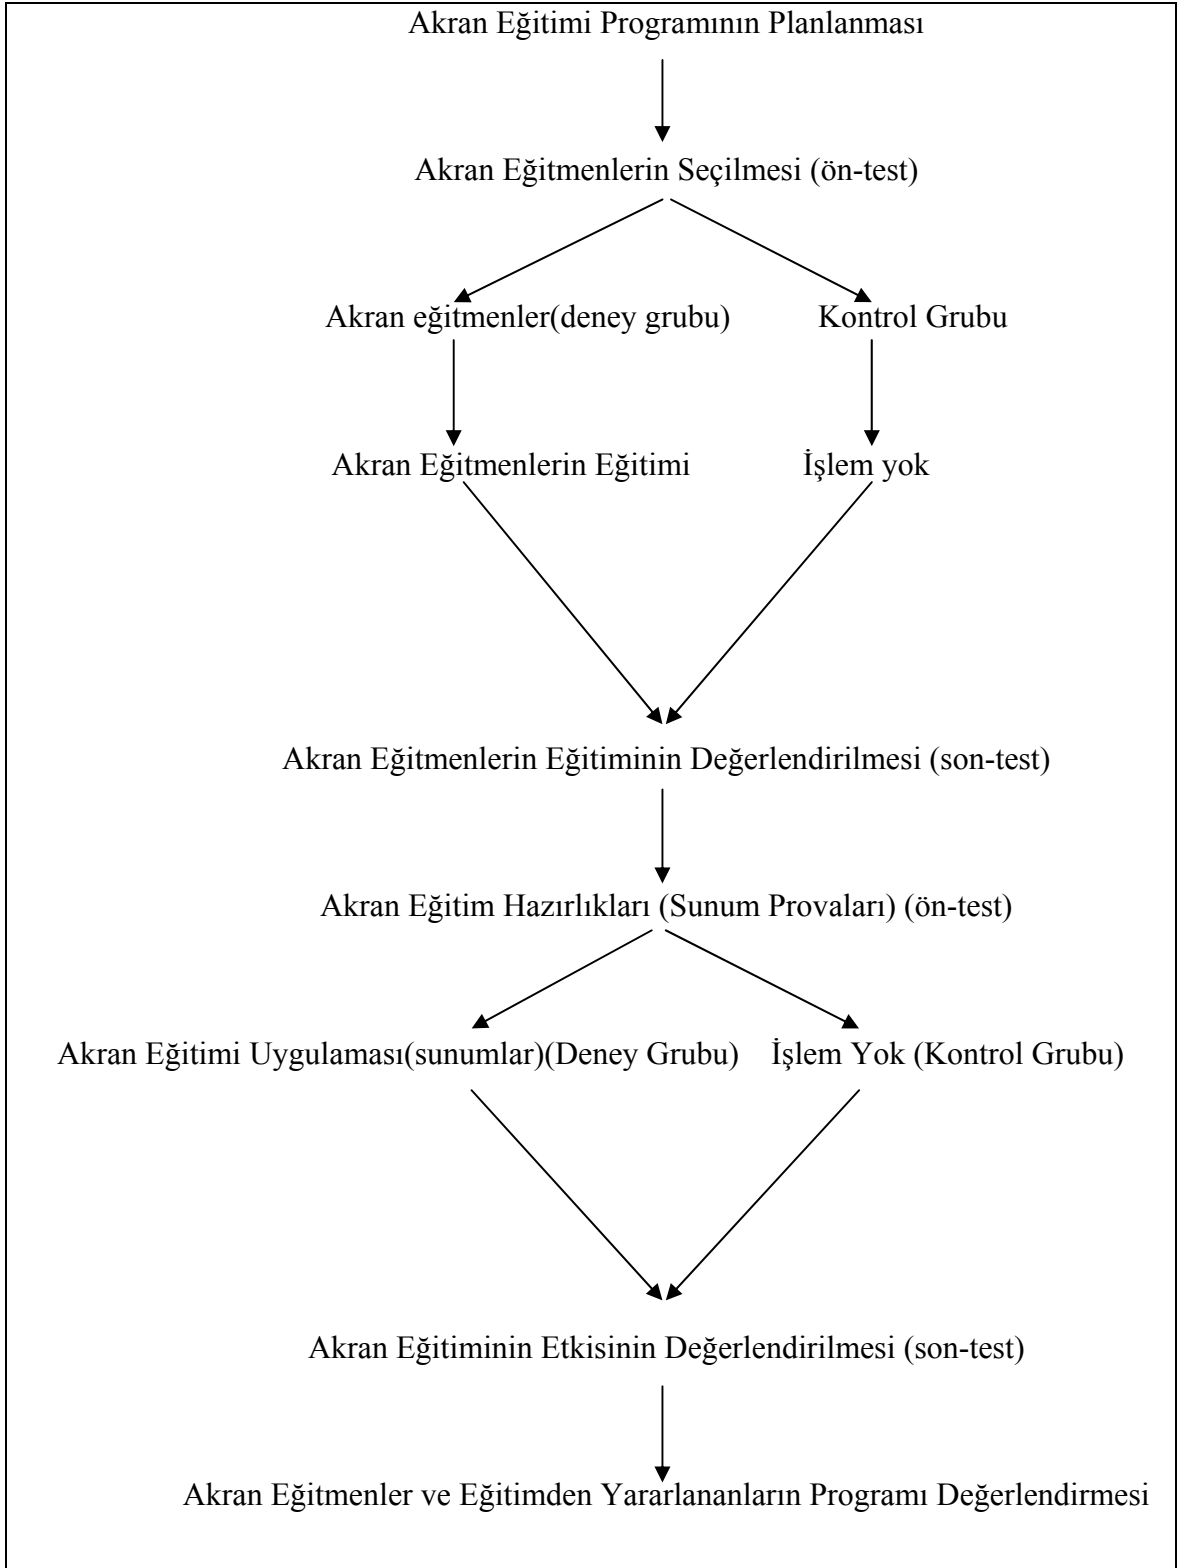 Akran Eğitimi Programının Planlanması
Akran Eğitmenlerin Seçilmesi (ön-test)
Akran eğitmenler(deney grubu)
Kontrol Grubu
Akran Eğitmenlerin Eğitimi
İşlem yok
Akran Eğitmenlerin Eğitiminin Değerlendirilmesi (son-test)
Akran Eğitim Hazırlıkları (Sunum Provaları) (ön-test)
Akran Eğitimi Uygulaması(sunumlar)(Deney Grubu)
İşlem Yok (Kontrol Grubu)
Akran Eğitiminin Etkisinin Değerlendirilmesi (son-test)
Akran Eğitmenler ve Eğitimden Yararlananların Programı Değerlendirmesi